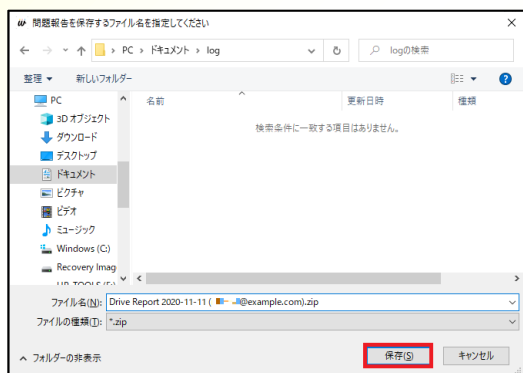 問題報告を保存するファイル名を指定してください
PC › ドキュメント › log
logの検索
整理 新しいフォルダー
名前 更新日時 種類
検索条件に一致する項目はありません。
PC
3D オブジェクト
ダウンロード
デスクトップ
ドキュメント
ピクチャ
ビデオ
ミュージック
Windows (C:)
Recovery Imag
ファイル名(N): Drive Report 2020-11-11 ( @example.com).zip
ファイルの種類(T): *.zip
フォルダーの非表示
保存(S) キャンセル